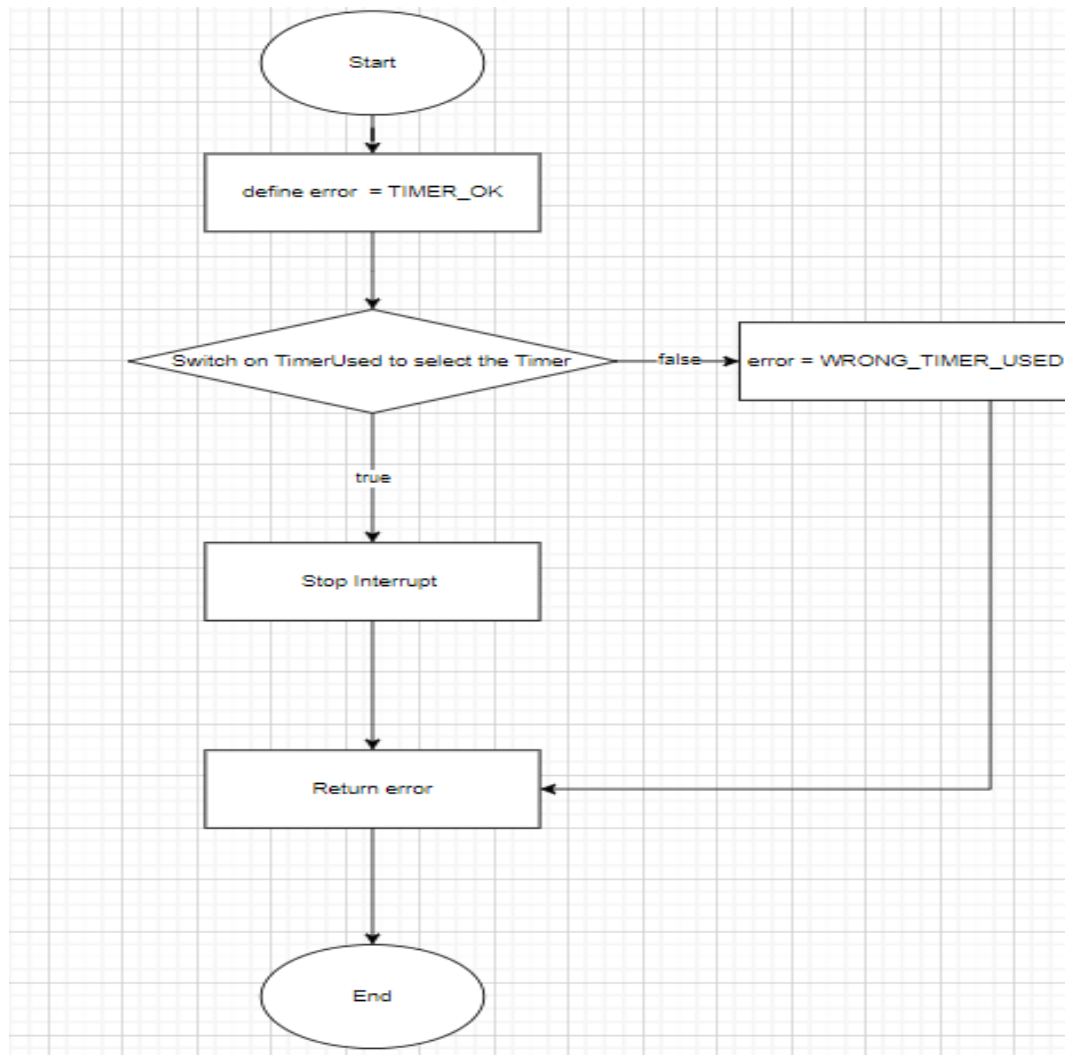 Start
define error = TIMER_OK
Switch on TimerUsed to select the Timer
false
error = WRONG_TIMER_USED
true
Stop Interrupt
Return error
End